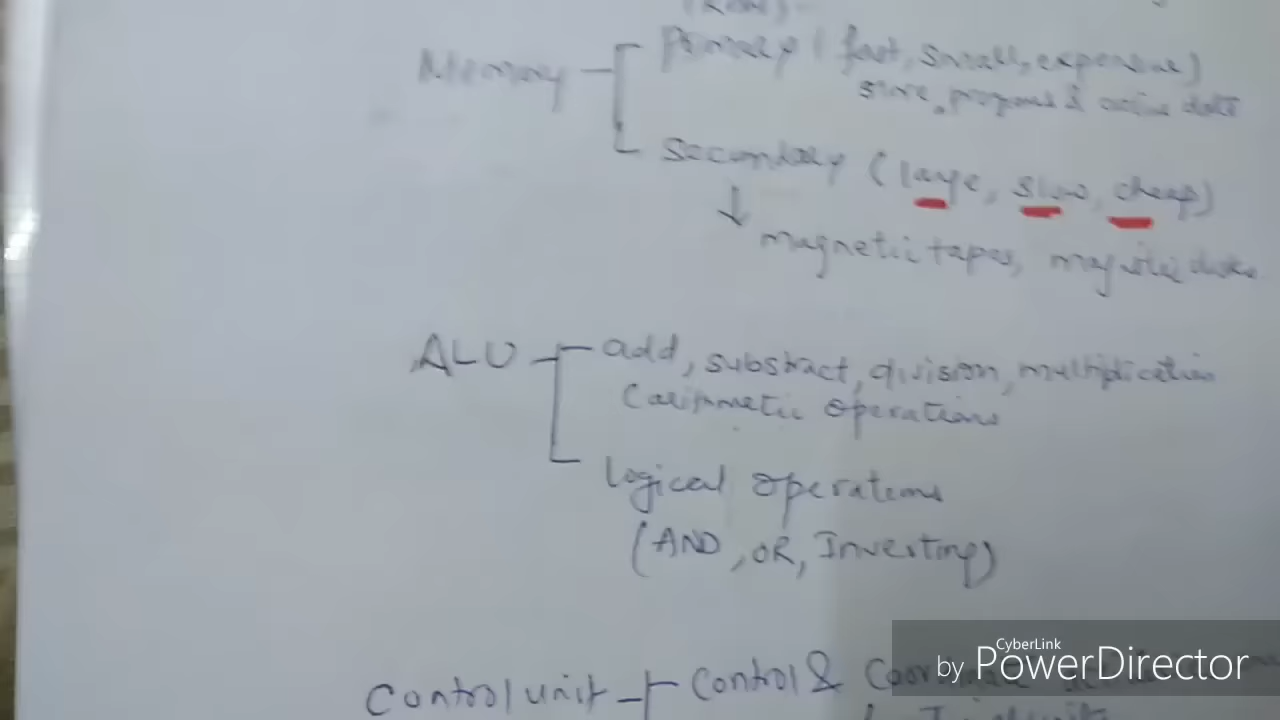 Memory
Primary ( fast, small, expensive)
store programs & active data
Secondary ( large, slow, cheap)
↓
magnetic tapes, magnetic disks
ALU add, substract, division, multiplication
( arithmetic operations
logical operations
(AND, OR, Inverting)
Control unit Control &
CyberLink
by PowerDirector